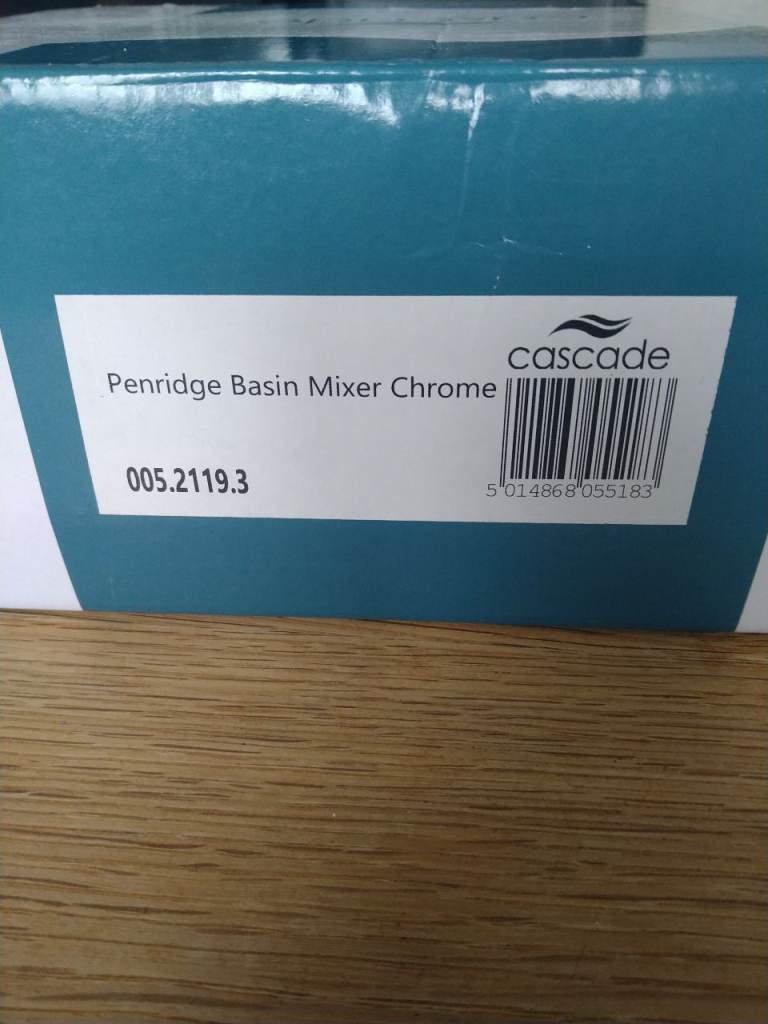 cascade
Penridge Basin Mixer Chrome
005.2119.3
5 014868 055183